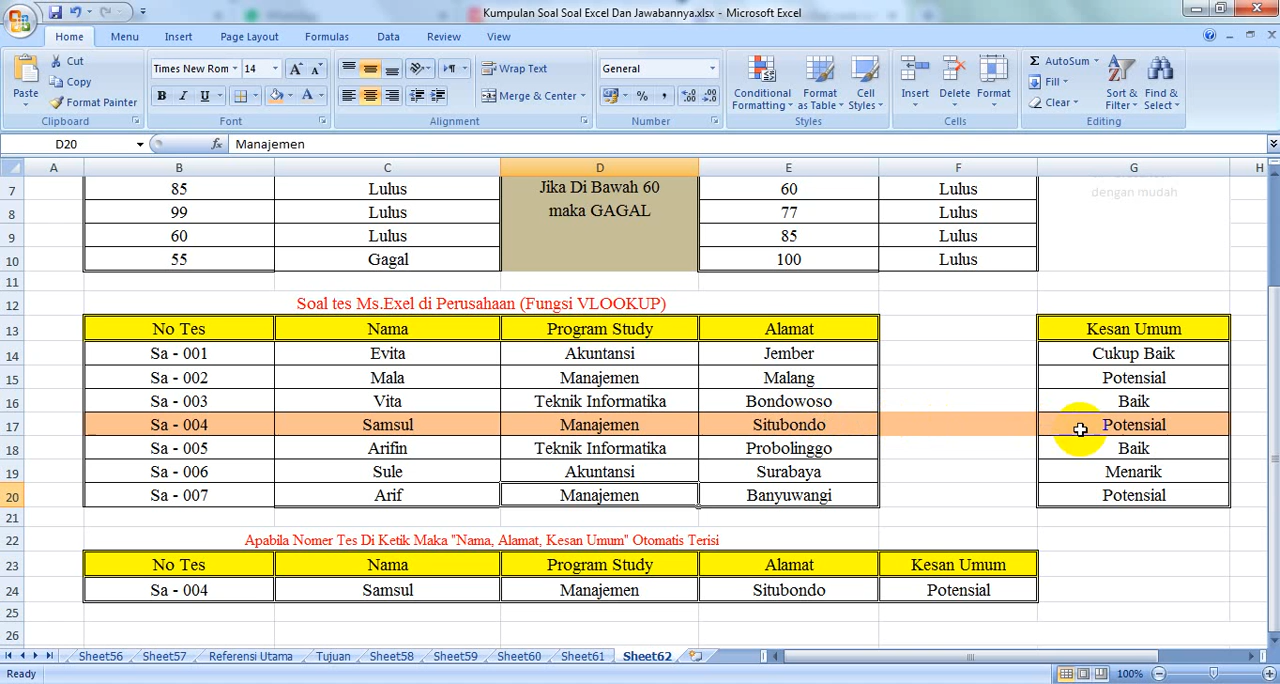 Kumpulan Soal Soal Excel Dan Jawabannya.xlsx - Microsoft Excel
Home Menu Insert Page Layout Formulas Data Review View
Paste Cut Copy Format Painter Clipboard
Times New Rom 14 B I U Font
Wrap Text Merge & Center Alignment
General % , Number
Conditional Formatting Format as Table Cell Styles Styles
Insert Delete Format Cells
AutoSum Fill Clear Sort & Filter Find & Select Editing
D20 fx Manajemen
A B C D E F G H
7 85 Lulus Jika Di Bawah 60 60 Lulus dengan mudah
8 99 Lulus maka GAGAL 77 Lulus
9 60 Lulus 85 Lulus
10 55 Gagal 100 Lulus
11
12 Soal tes Ms.Exel di Perusahaan (Fungsi VLOOKUP)
13 No Tes Nama Program Study Alamat Kesan Umum
14 Sa - 001 Evita Akuntansi Jember Cukup Baik
15 Sa - 002 Mala Manajemen Malang Potensial
16 Sa - 003 Vita Teknik Informatika Bondowoso Baik
17 Sa - 004 Samsul Manajemen Situbondo Potensial
18 Sa - 005 Arifin Teknik Informatika Probolinggo Baik
19 Sa - 006 Sule Akuntansi Surabaya Menarik
20 Sa - 007 Arif Manajemen Banyuwangi Potensial
21
22 Apabila Nomer Tes Di Ketik Maka "Nama, Alamat, Kesan Umum" Otomatis Terisi
23 No Tes Nama Program Study Alamat Kesan Umum
24 Sa - 004 Samsul Manajemen Situbondo Potensial
25
26
Sheet56 Sheet57 Referensi Utama Tujuan Sheet58 Sheet59 Sheet60 Sheet61 Sheet62
Ready 100%